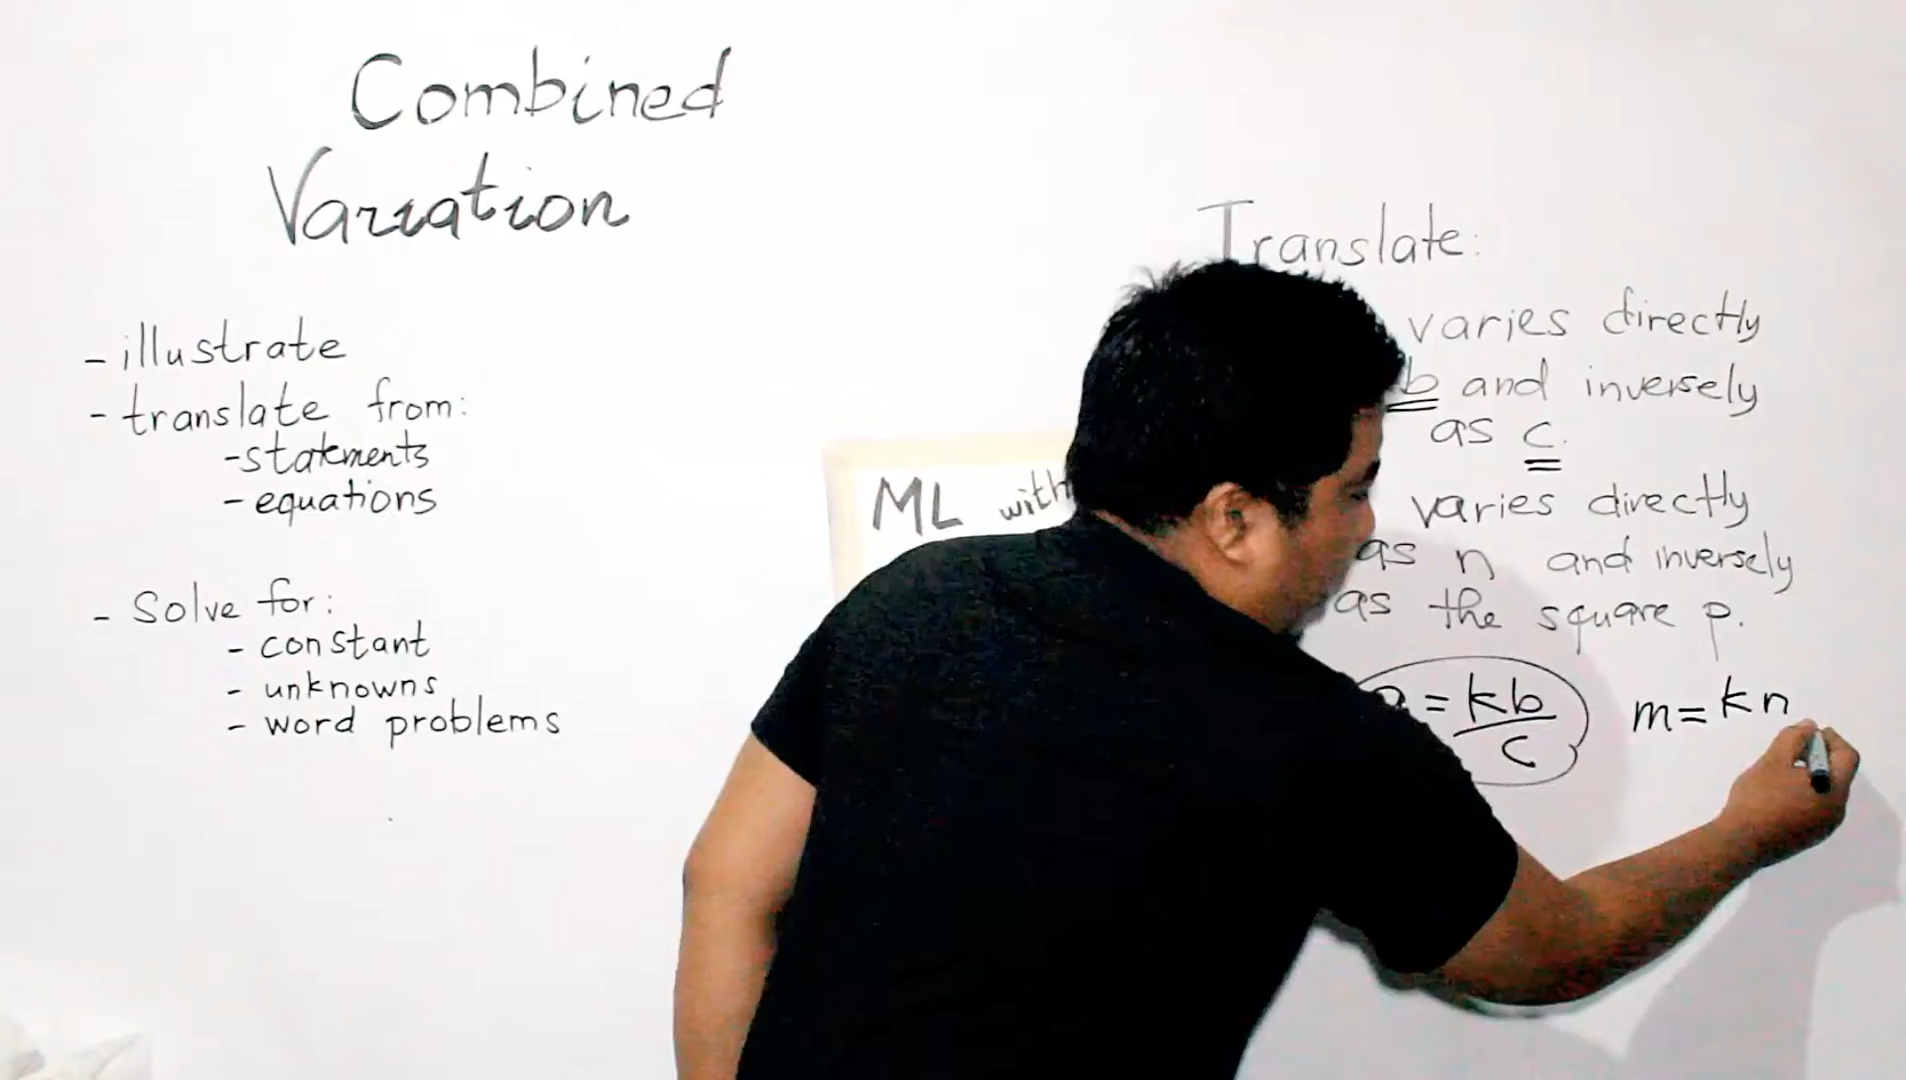 Combined
Variation
- illustrate
- translate from:
- statements
- equations
- Solve for:
- constant
- unknowns
- word problems
ML with
Translate:
varies directly
b and inversely
as c.
varies directly
as n and inversely
as the square p.
a = kb/c
m = kn